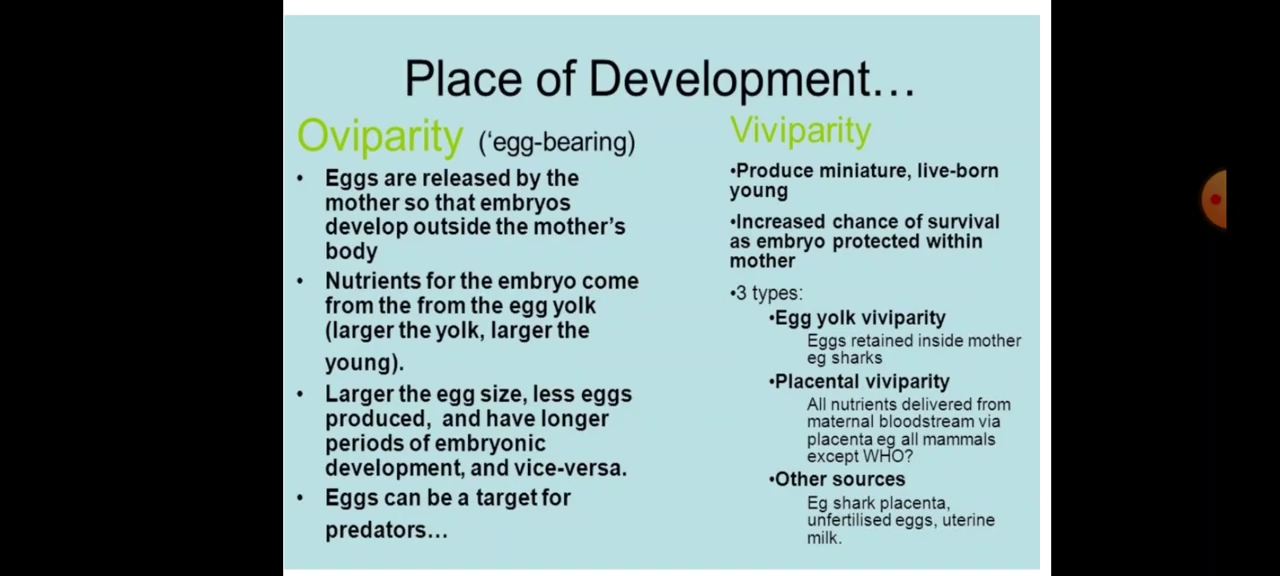 Place of Development...
Oviparity ('egg-bearing)
• Eggs are released by the
mother so that embryos
develop outside the mother's
body
• Nutrients for the embryo come
from the from the egg yolk
(larger the yolk, larger the
young).
• Larger the egg size, less eggs
produced, and have longer
periods of embryonic
development, and vice-versa.
• Eggs can be a target for
predators...
Viviparity
•Produce miniature, live-born
young
•Increased chance of survival
as embryo protected within
mother
•3 types:
•Egg yolk viviparity
Eggs retained inside mother
eg sharks
•Placental viviparity
All nutrients delivered from
maternal bloodstream via
placenta eg all mammals
except WHO?
•Other sources
Eg shark placenta,
unfertilised eggs, uterine
milk.